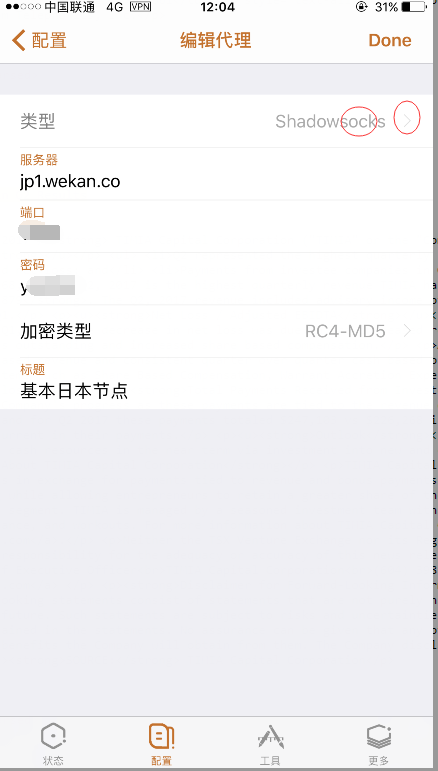 中国联通 4G VPN 12:04 31%
配置 编辑代理 Done
类型 Shadowsocks
服务器
jp1.wekan.co
端口
密码
加密类型 RC4-MD5
标题
基本日本节点
状态 配置 工具 更多